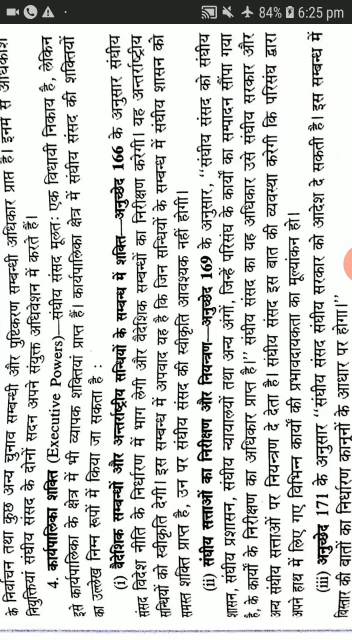 84% 6:25 pm
के निर्वाचन तथा कुछ अन्य चुनाव सम्बन्धी और पुष्टिकरण सम्बन्धी अधिकार प्राप्त हैं। इनमें से अधिकांश
नियुक्तियां संघीय संसद के दोनों सदन अपने संयुक्त अधिवेशन में करते हैं।
4. कार्यपालिका शक्ति (Executive Powers)—संघीय संसद मूलतः एक विधायी निकाय है, लेकिन
इसे कार्यपालिका के क्षेत्र में भी व्यापक शक्तियां प्राप्त हैं। कार्यपालिका क्षेत्र में संघीय संसद की शक्तियों
का उल्लेख निम्न रूपों में किया जा सकता है :
(i) वैदेशिक सम्बन्धों और अन्तर्राष्ट्रीय सन्धियों के सम्बन्ध में शक्ति—अनुच्छेद 166 के अनुसार संघीय
संसद विदेश नीति के निर्धारण में भाग लेगी और वैदेशिक सम्बन्धों का निरीक्षण करेगी। वह अन्तर्राष्ट्रीय
सन्धियों को स्वीकृति देगी। इस सम्बन्ध में अपवाद यह है कि जिन सन्धियों के सम्बन्ध में संघीय शासन को
समस्त शक्ति प्राप्त है, उन पर संघीय संसद की स्वीकृति आवश्यक नहीं होगी।
(ii) संघीय सत्ताओं का निरीक्षण और नियन्त्रण—अनुच्छेद 169 के अनुसार, "संघीय संसद को संघीय
शासन, संघीय प्रशासन, संघीय न्यायालयों तथा अन्य अंगों, जिन्हें परिसंघ के कार्यों का सम्पादन सौंपा गया
है, के कार्यों के निरीक्षण का अधिकार प्राप्त है।" संघीय संसद का यह अधिकार उसे संघीय सरकार और
अन्य संघीय सत्ताओं पर नियन्त्रण दे देता है। संघीय संसद इस बात की व्यवस्था करेगी कि परिसंघ द्वारा
अपने हाथ में लिए गए विभिन्न कार्यों की प्रभावदायकता का मूल्यांकन हो।
(iii) अनुच्छेद 171 के अनुसार "संघीय संसद संघीय सरकार को आदेश दे सकती है। इस सम्बन्ध में
विस्तार की बातों का निर्धारण कानूनों के आधार पर होगा।"